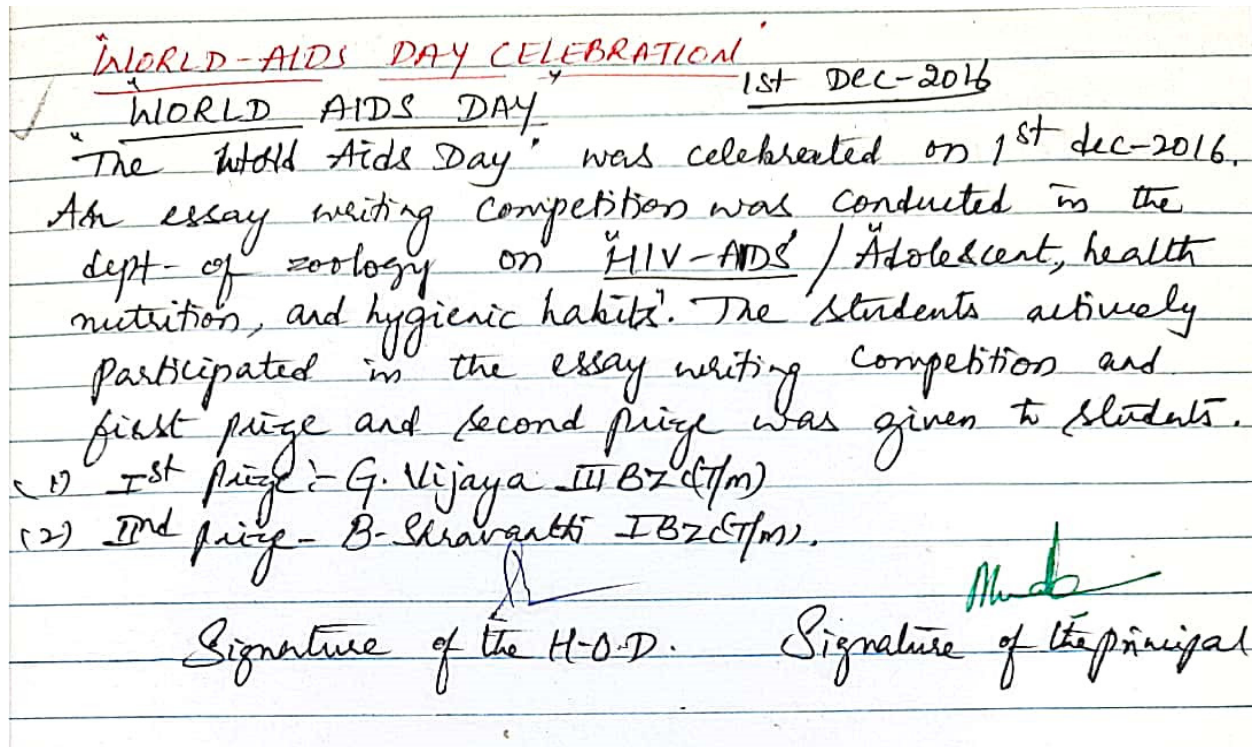 "WORLD-AIDS DAY CELEBRATION"
1st Dec-2016
"WORLD AIDS DAY"
"The World Aids Day" was celebreated on 1st dec-2016.
An essay writing Competition was conducted in the
dept- of zoology on "HIV-AIDS" / "Adolescent, health
nutrition, and hygienic habits". The students actively
participated in the essay writing competition and
first prize and second prize was given to students.
(1) Ist prize:- G. Vijaya III BZC(T/m)
(2) IInd prize- B-Shravanthi I BZC(T/m).
Signature of the H-O-D. Signature of the principal